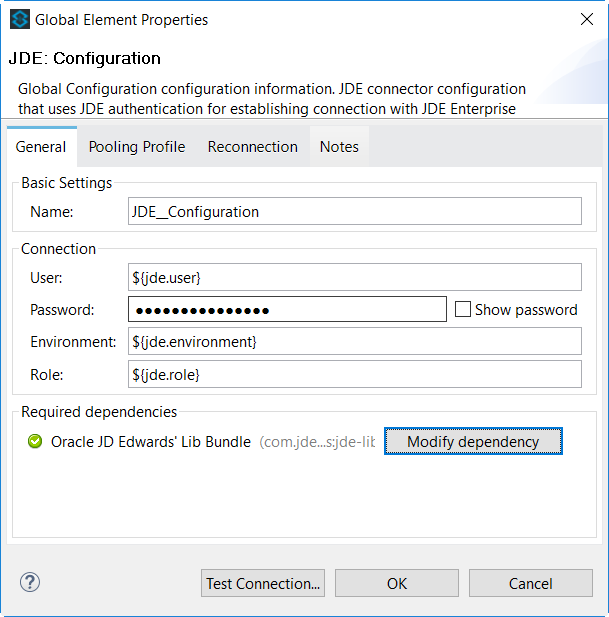 Global Element Properties
JDE: Configuration
Global Configuration configuration information. JDE connector configuration
that uses JDE authentication for establishing connection with JDE Enterprise
General Pooling Profile Reconnection Notes
Basic Settings
Name: JDE__Configuration
Connection
User: ${jde.user}
Password: ●●●●●●●●●●●●●●● Show password
Environment: ${jde.environment}
Role: ${jde.role}
Required dependencies
Oracle JD Edwards' Lib Bundle (com.jde...s:jde-lib Modify dependency
? Test Connection... OK Cancel